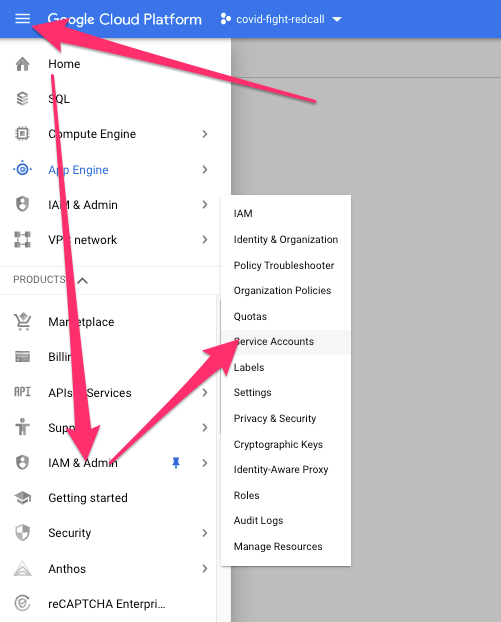 Google Cloud Platform
covid-fight-redcall
Home
SQL
Compute Engine
App Engine
IAM & Admin
VPC network
PRODUCTS
Marketplace
Billing
API
APIs & Services
Support
IAM & Admin
Getting started
Security
Anthos
reCAPTCHA Enterpri...
IAM
Identity & Organization
Policy Troubleshooter
Organization Policies
Quotas
Service Accounts
Labels
Settings
Privacy & Security
Cryptographic Keys
Identity-Aware Proxy
Roles
Audit Logs
Manage Resources